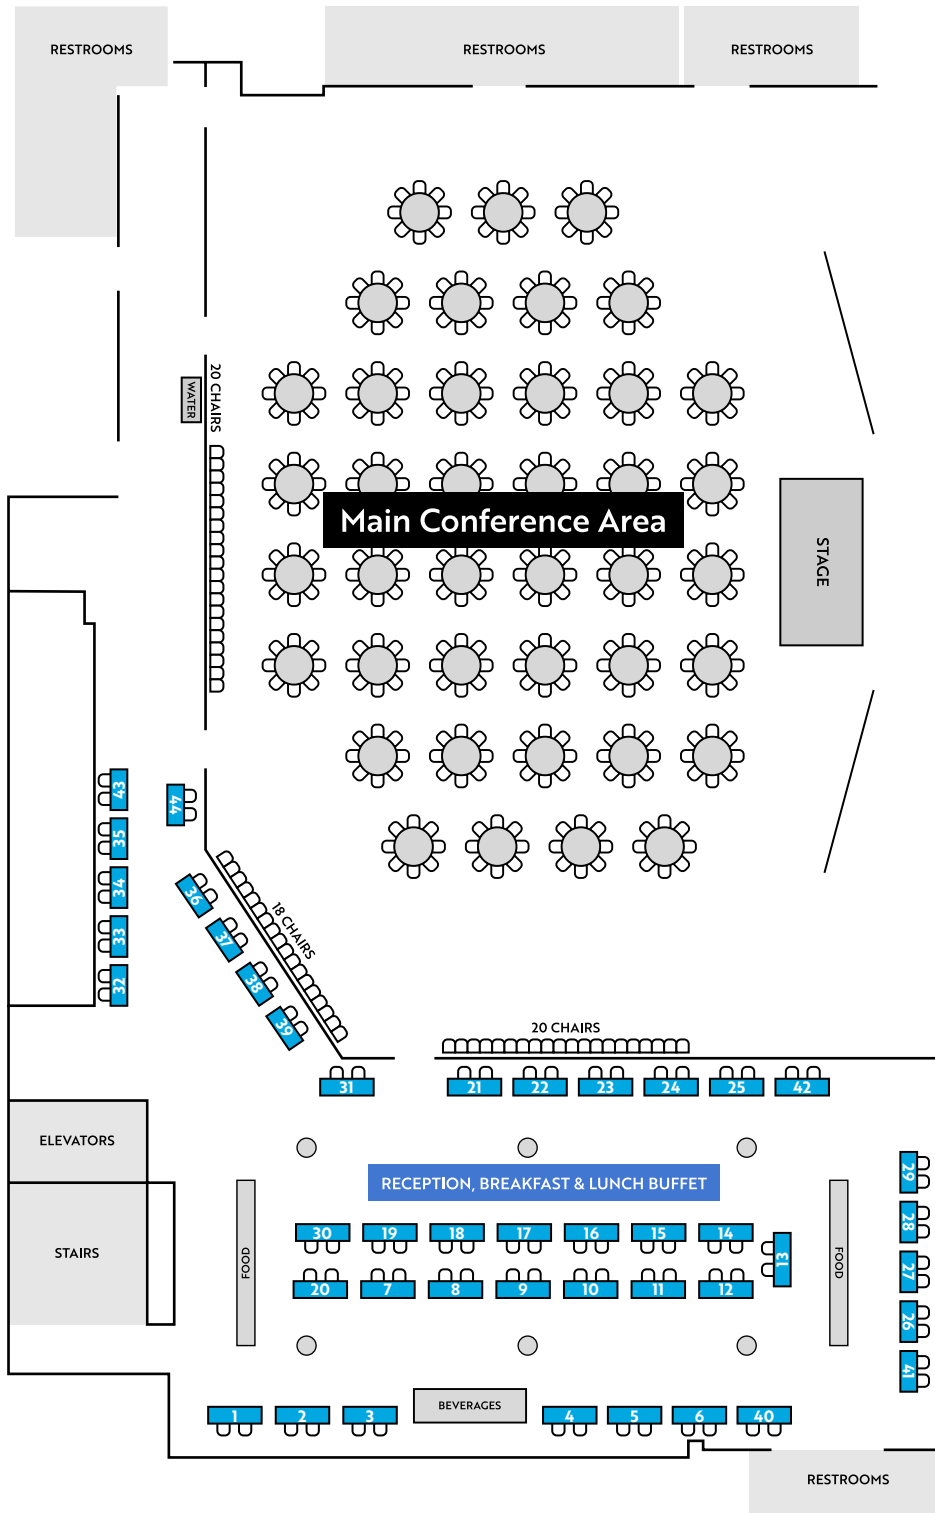 RESTROOMS
RESTROOMS
RESTROOMS
WATER
20 CHAIRS
Main Conference Area
STAGE
43
44
35
34
33
32
36
37
38
39
18 CHAIRS
20 CHAIRS
31
21
22
23
24
25
42
ELEVATORS
STAIRS
RECEPTION, BREAKFAST & LUNCH BUFFET
29
28
27
26
41
FOOD
30
19
18
17
16
15
14
13
FOOD
20
7
8
9
10
11
12
BEVERAGES
1
2
3
4
5
6
40
RESTROOMS